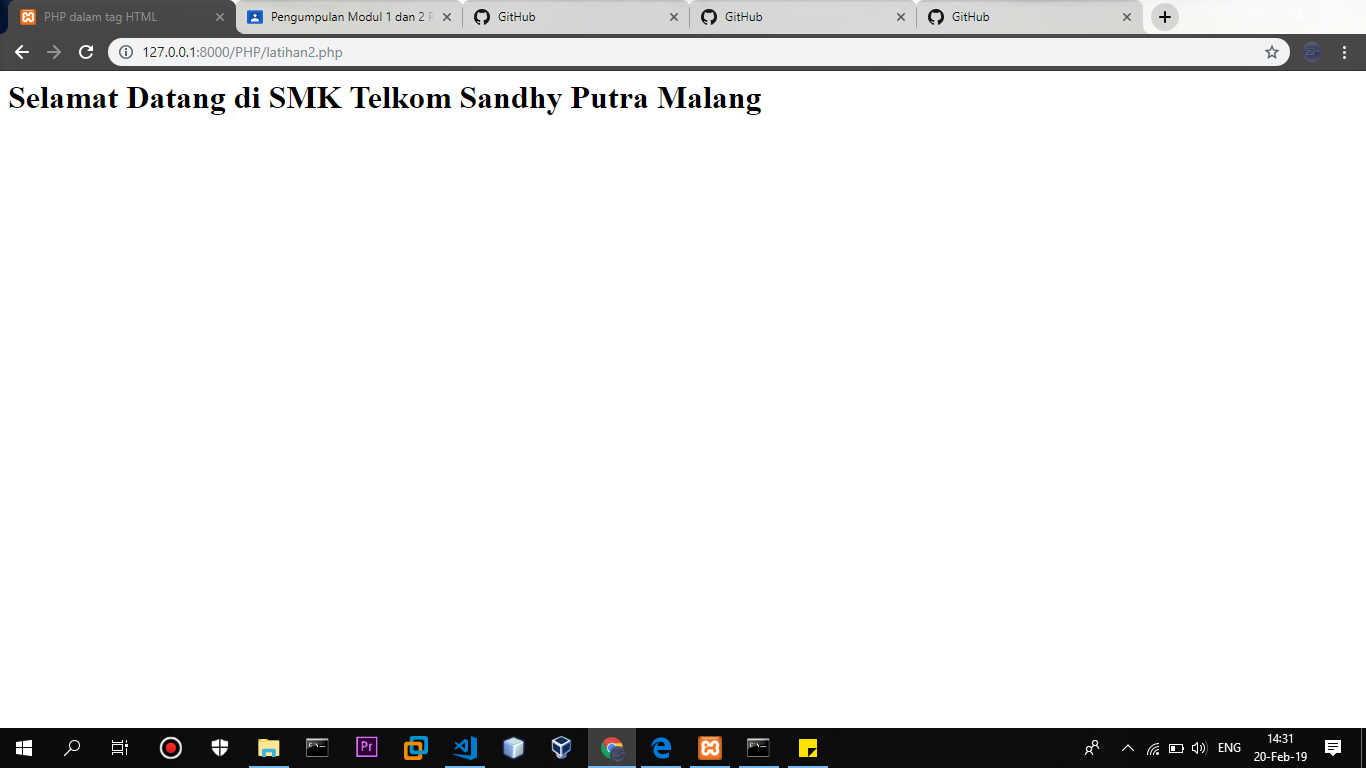 PHP dalam tag HTML
Pengumpulan Modul 1 dan 2 P
GitHub
GitHub
GitHub
127.0.0.1:8000/PHP/latihan2.php
Selamat Datang di SMK Telkom Sandhy Putra Malang
Pr
ENG
14:31
20-Feb-19